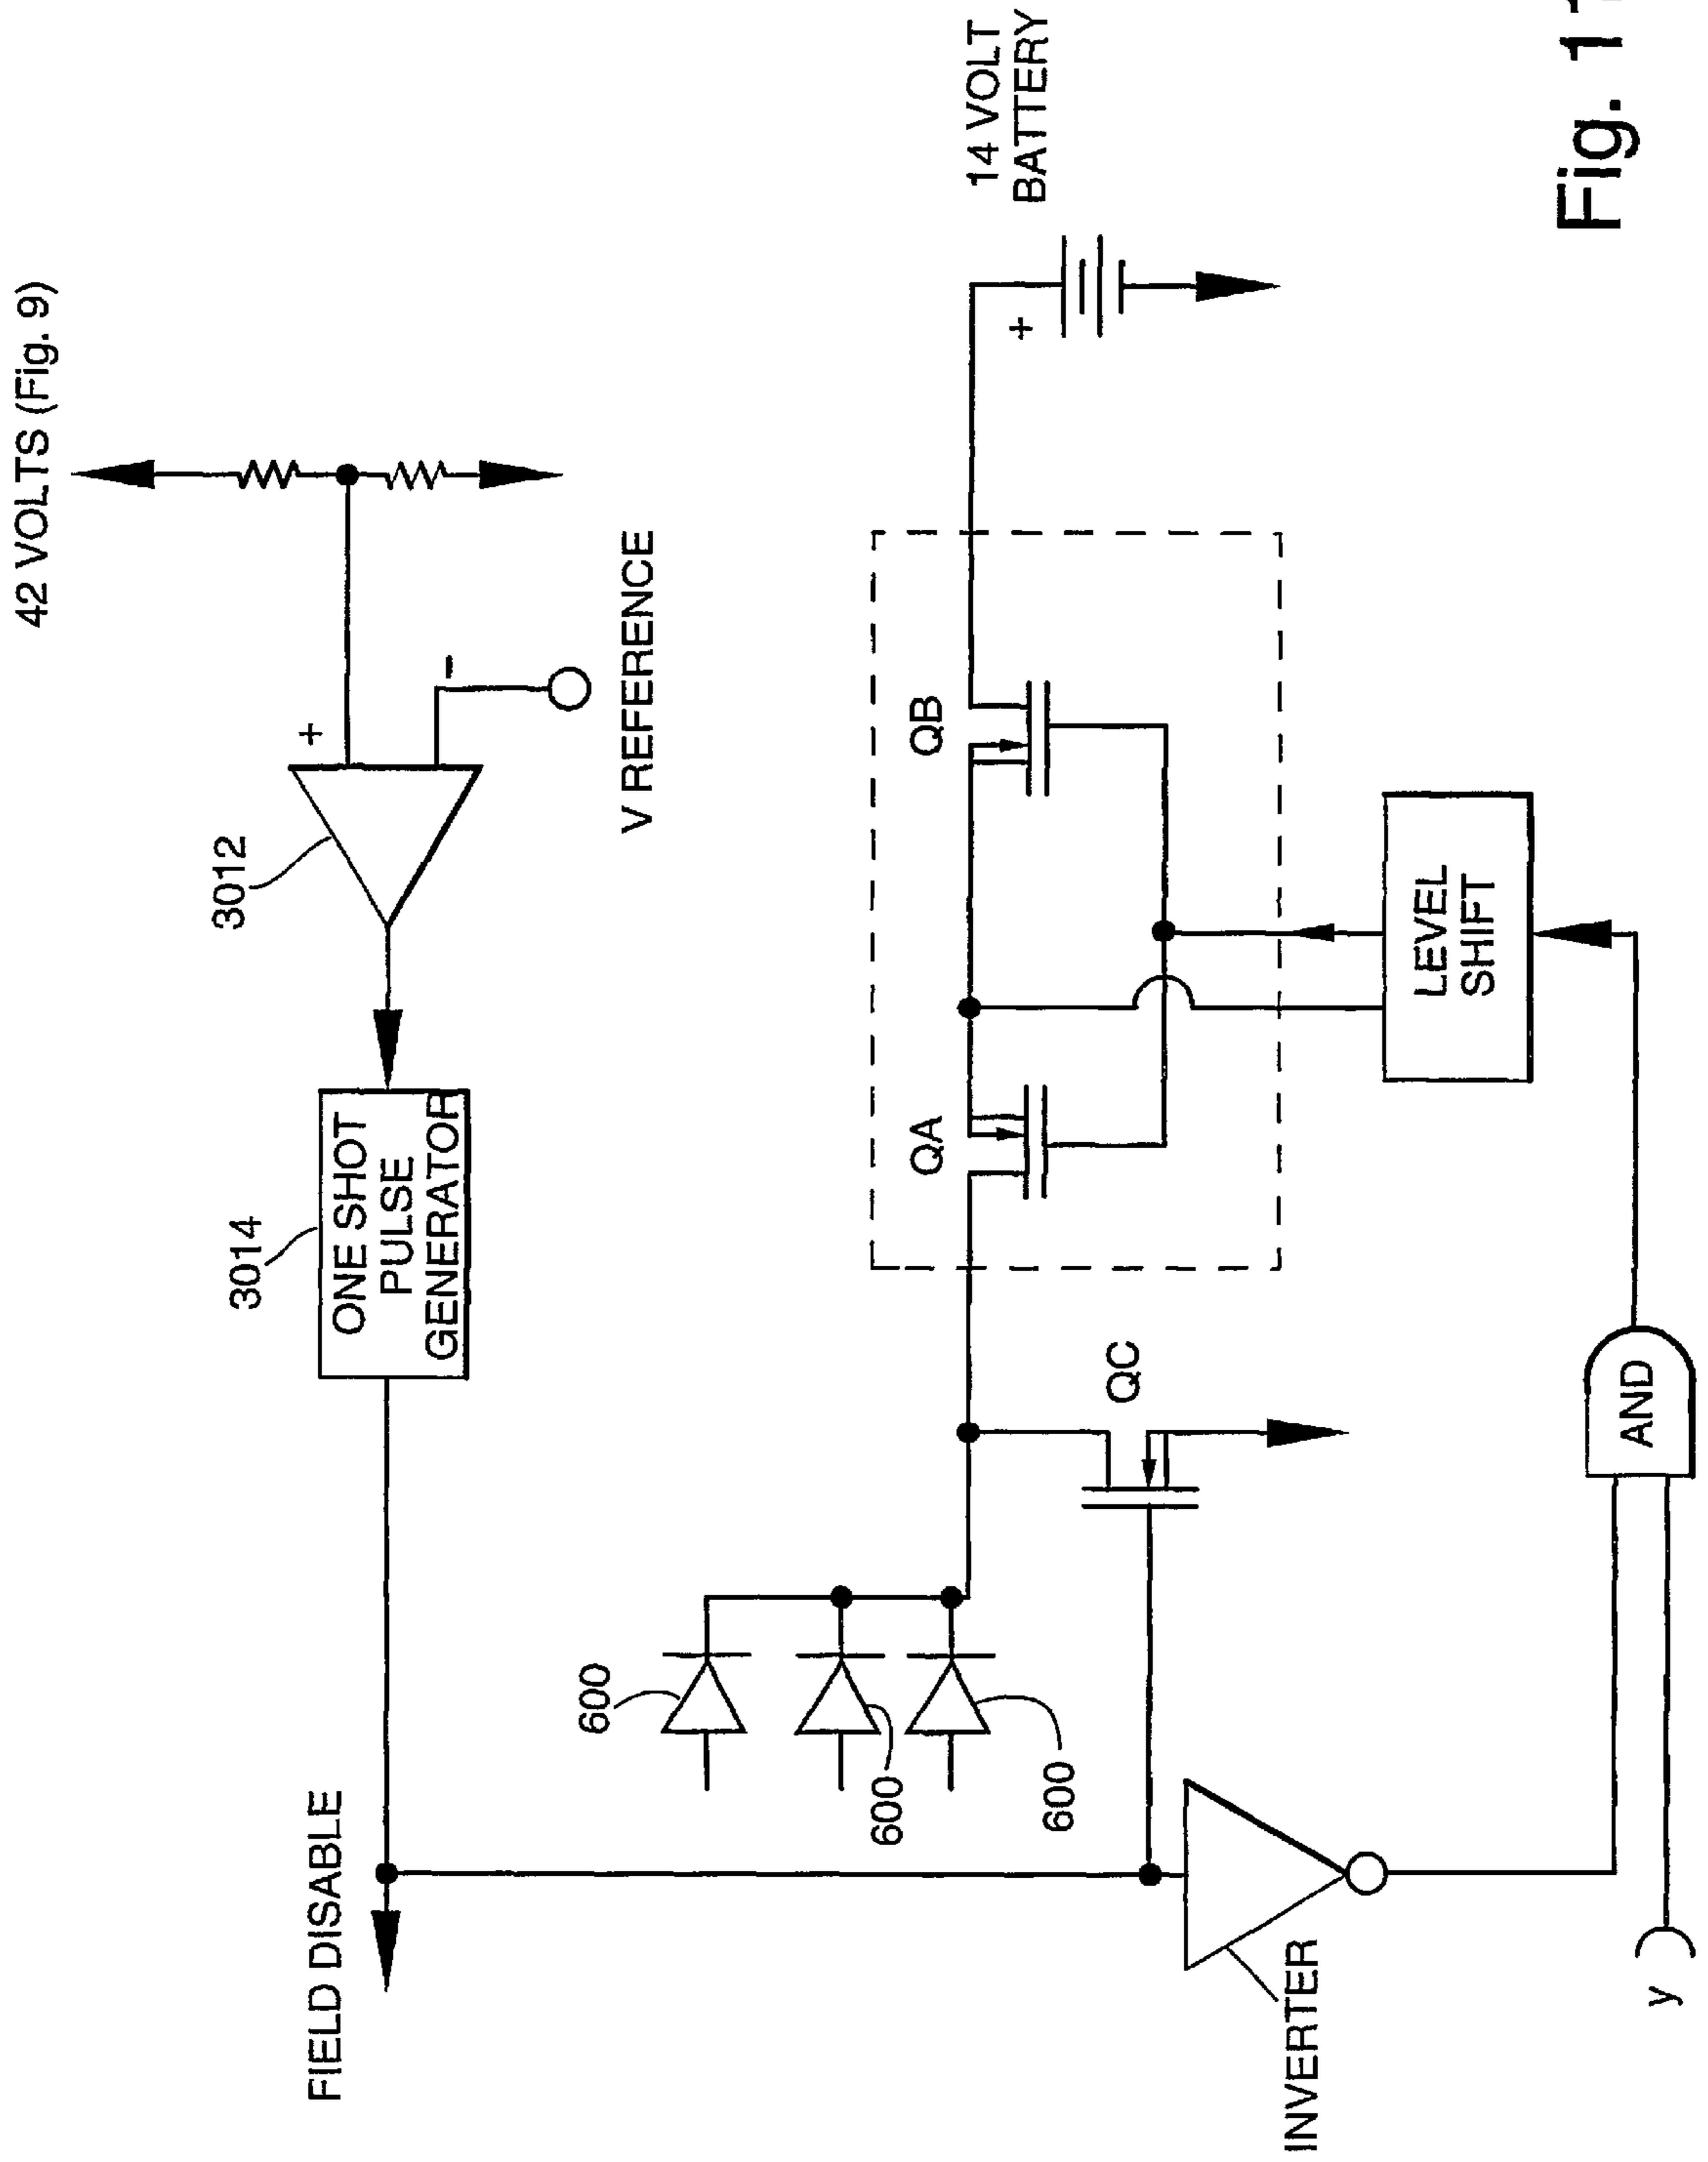 42 VOLTS (Fig. 9)
FIELD DISABLE
3014
ONE SHOT
PULSE
GENERATOR
3012
+
-
V REFERENCE
600
600
600
QC
QA
QB
+
14 VOLT
BATTERY
LEVEL
SHIFT
INVERTER
AND
y
Fig.